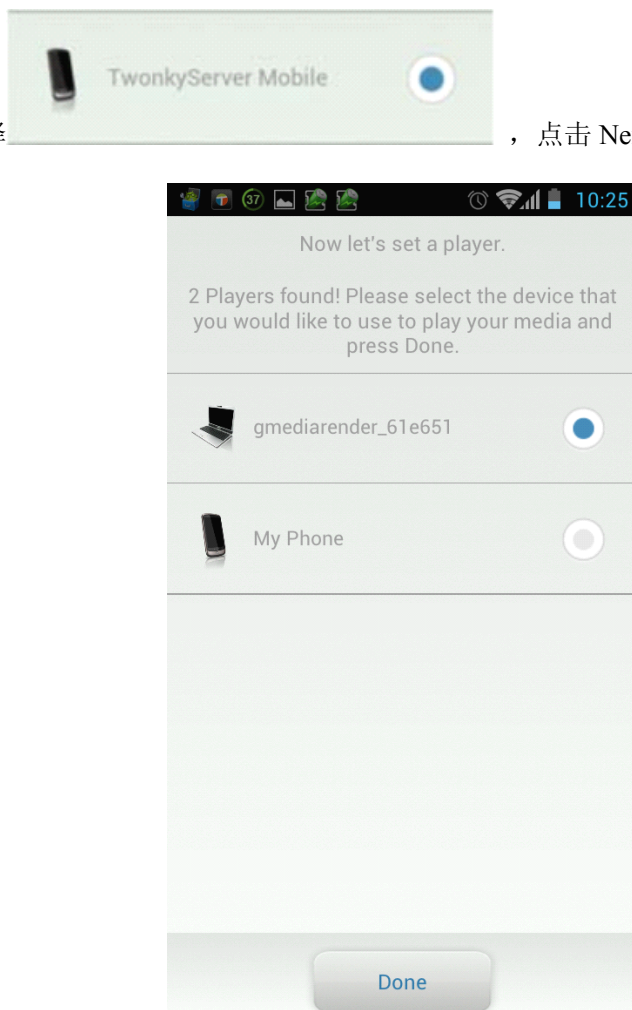 TwonkyServer Mobile
，点击 Ne
37 10:25
Now let's set a player.
2 Players found! Please select the device that
you would like to use to play your media and
press Done.
gmediarender_61e651
My Phone
Done